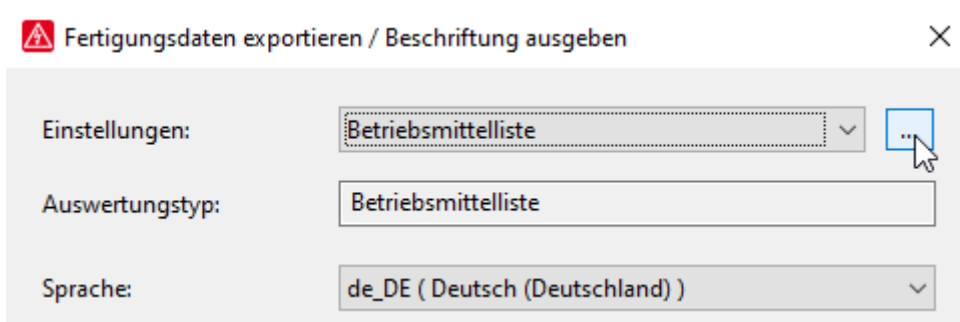 Fertigungsdaten exportieren / Beschriftung ausgeben
Einstellungen: Betriebsmittelliste ...
Auswertungstyp: Betriebsmittelliste
Sprache: de_DE ( Deutsch (Deutschland) )